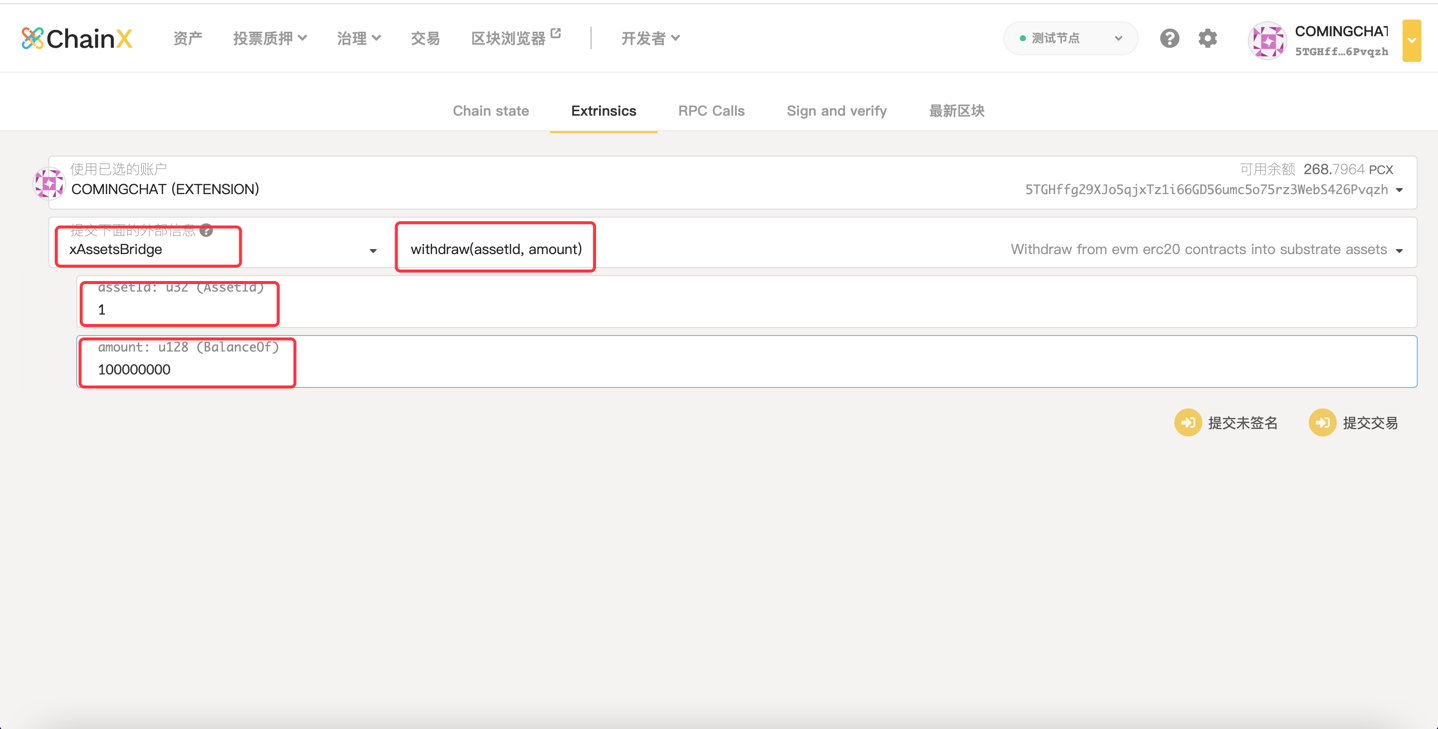 ChainX 资产 投票质押 治理 交易 区块浏览器 开发者 测试节点 COMINGCHAT
5TGHff…6Pvqzh
Chain state Extrinsics RPC Calls Sign and verify 最新区块
使用已选的账户 可用余额 268.7964 PCX
COMINGCHAT (EXTENSION) 5TGHffg29XJo5qjxTz1i66GD56umc5o75rz3WebS426Pvqzh
提交下面的外部信息
xAssetsBridge withdraw(assetId, amount) Withdraw from evm erc20 contracts into substrate assets
assetId: u32 (AssetId)
1
amount: u128 (BalanceOf)
100000000
提交未签名 提交交易